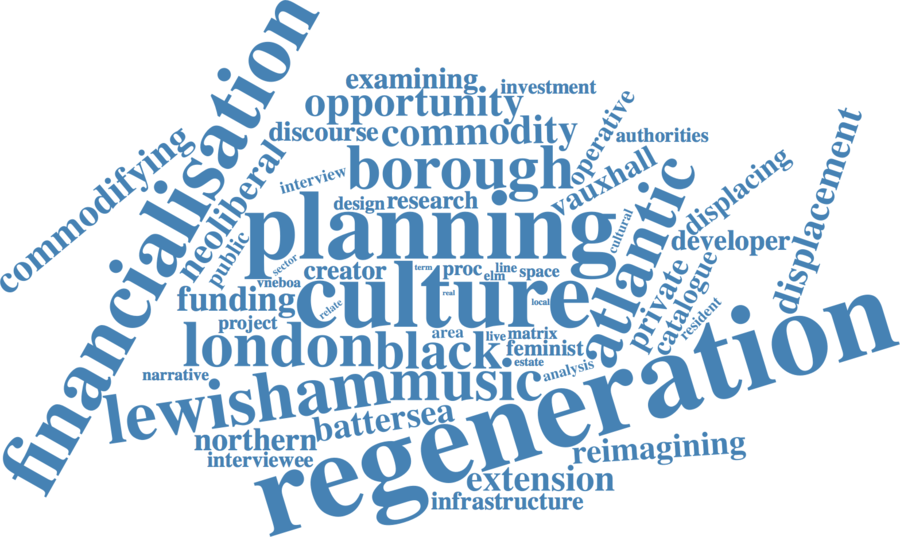 financialisation
examining
investment
opportunity
operative
discourse
commodity
authorities
commodifying
neoliberal
interview
borough
vauxhall
displacing
displacement
design
research
public
planning
cultural
atlantic
developer
sector
creator
term
proc
elm
line
space
vneboa
culture
real
local
private
catalogue
resident
funding
relate
project
area
live
matrix
london
black
feminist
estate
analysis
narrative
lewisham
music
regeneration
battersea
northern
interviewee
reimagining
extension
infrastructure